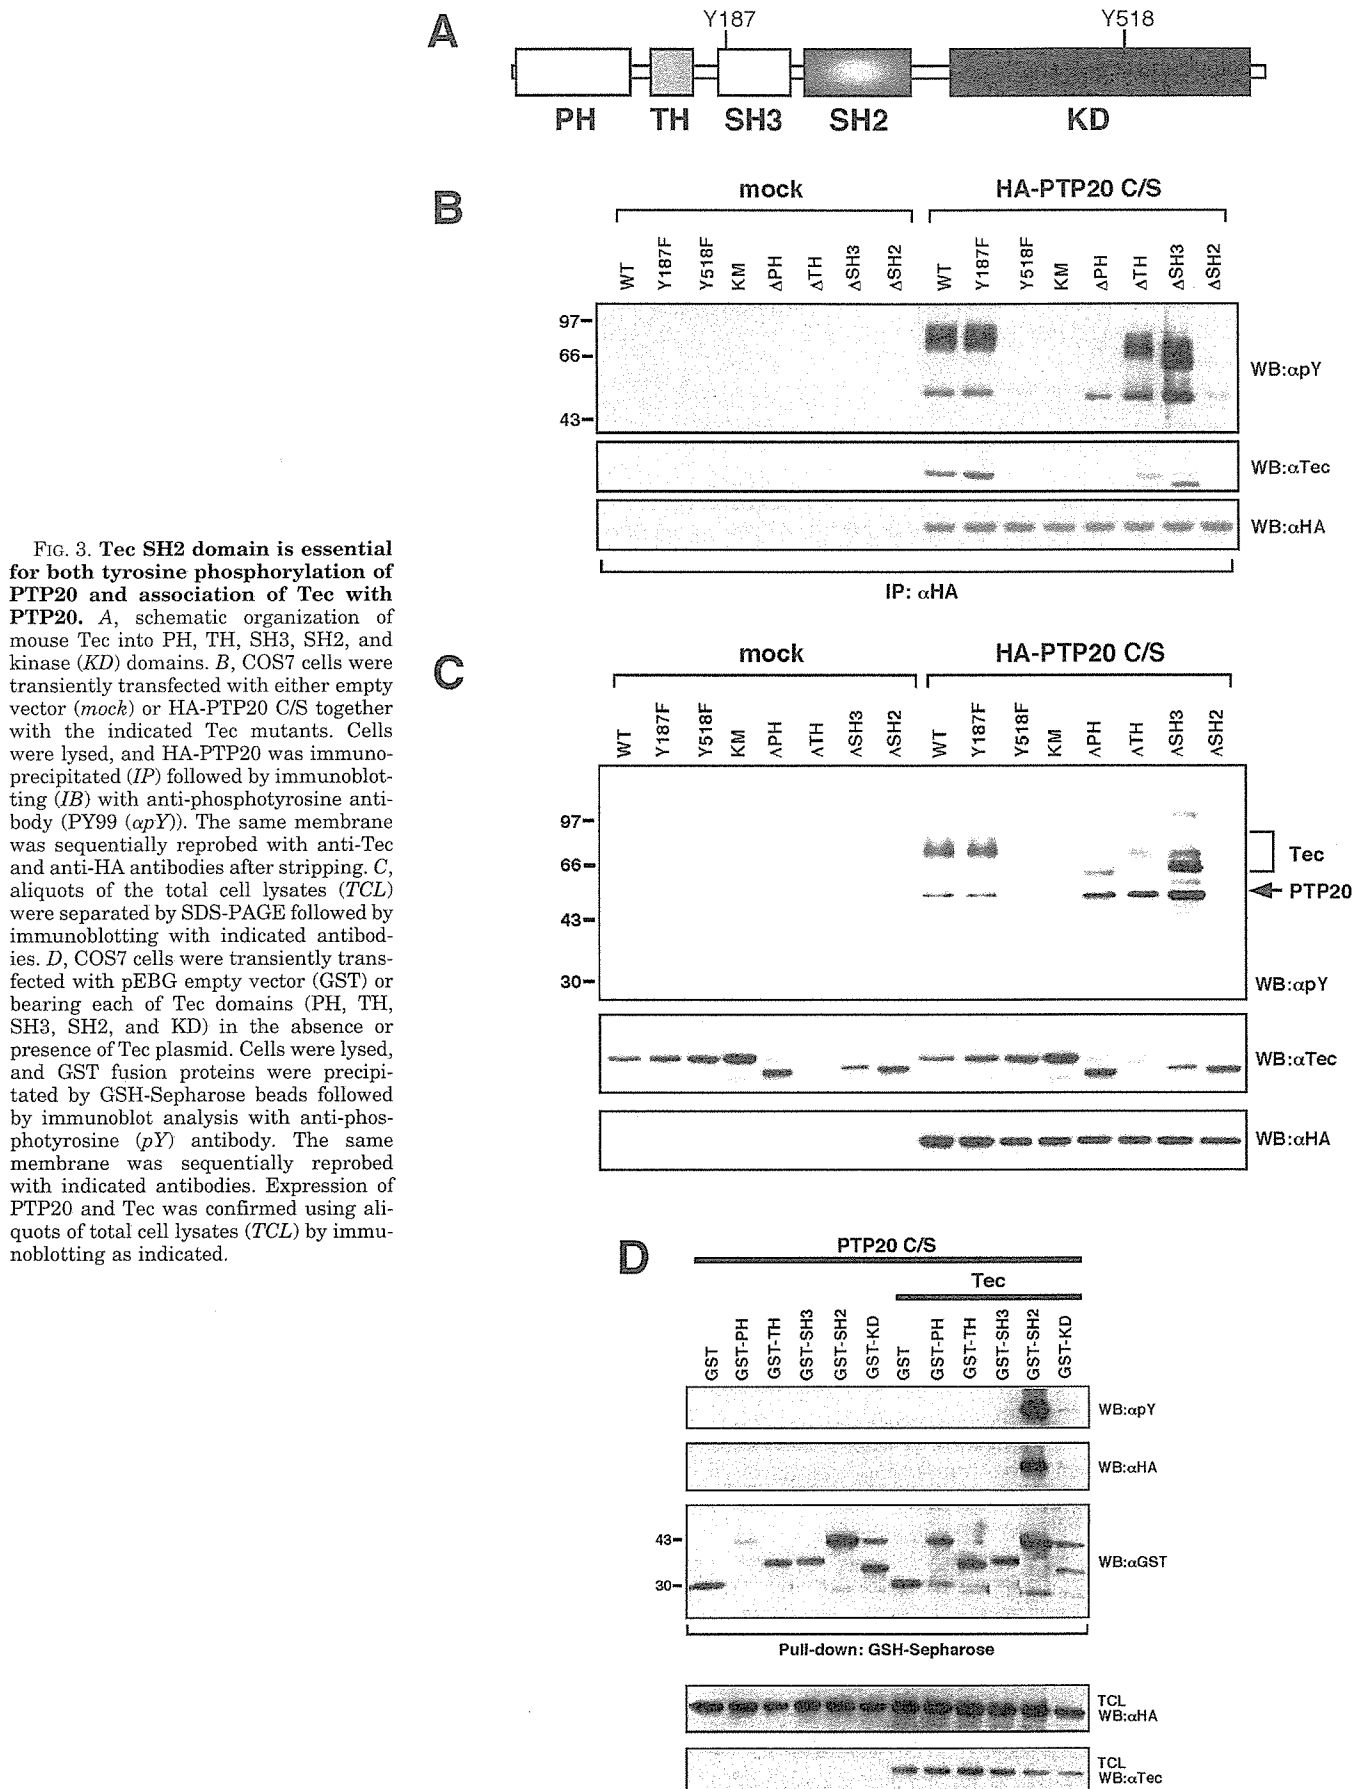 A
Y187 Y518
PH TH SH3 SH2 KD
B
mock HA-PTP20 C/S
WT Y187F Y518F KM ΔPH ΔTH ΔSH3 ΔSH2 WT Y187F Y518F KM ΔPH ΔTH ΔSH3 ΔSH2
97
66
43
WB:αpY
WB:αTec
WB:αHA
IP: αHA
FIG. 3. Tec SH2 domain is essential
for both tyrosine phosphorylation of
PTP20 and association of Tec with
PTP20. A, schematic organization of
mouse Tec into PH, TH, SH3, SH2, and
kinase (KD) domains. B, COS7 cells were
transiently transfected with either empty
vector (mock) or HA-PTP20 C/S together
with the indicated Tec mutants. Cells
were lysed, and HA-PTP20 was immuno-
precipitated (IP) followed by immunoblot-
ting (IB) with anti-phosphotyrosine anti-
body (PY99 (αpY)). The same membrane
was sequentially reprobed with anti-Tec
and anti-HA antibodies after stripping. C,
aliquots of the total cell lysates (TCL)
were separated by SDS-PAGE followed by
immunoblotting with indicated antibod-
ies. D, COS7 cells were transiently trans-
fected with pEBG empty vector (GST) or
bearing each of Tec domains (PH, TH,
SH3, SH2, and KD) in the absence or
presence of Tec plasmid. Cells were lysed,
and GST fusion proteins were precipi-
tated by GSH-Sepharose beads followed
by immunoblot analysis with anti-phos-
photyrosine (pY) antibody. The same
membrane was sequentially reprobed
with indicated antibodies. Expression of
PTP20 and Tec was confirmed using ali-
quots of total cell lysates (TCL) by immu-
noblotting as indicated.
C
mock HA-PTP20 C/S
WT Y187F Y518F KM ΛPH ΛTH ΛSH3 ΛSH2 WT Y187F Y518F KM ΛPH ΛTH ΛSH3 ΛSH2
97
66
43
30
Tec
PTP20
WB:αpY
WB:αTec
WB:αHA
D
PTP20 C/S
Tec
GST GST-PH GST-TH GST-SH3 GST-SH2 GST-KD GST GST-PH GST-TH GST-SH3 GST-SH2 GST-KD
WB:αpY
WB:αHA
43
30
WB:αGST
Pull-down: GSH-Sepharose
TCL
WB:αHA
TCL
WB:αTec